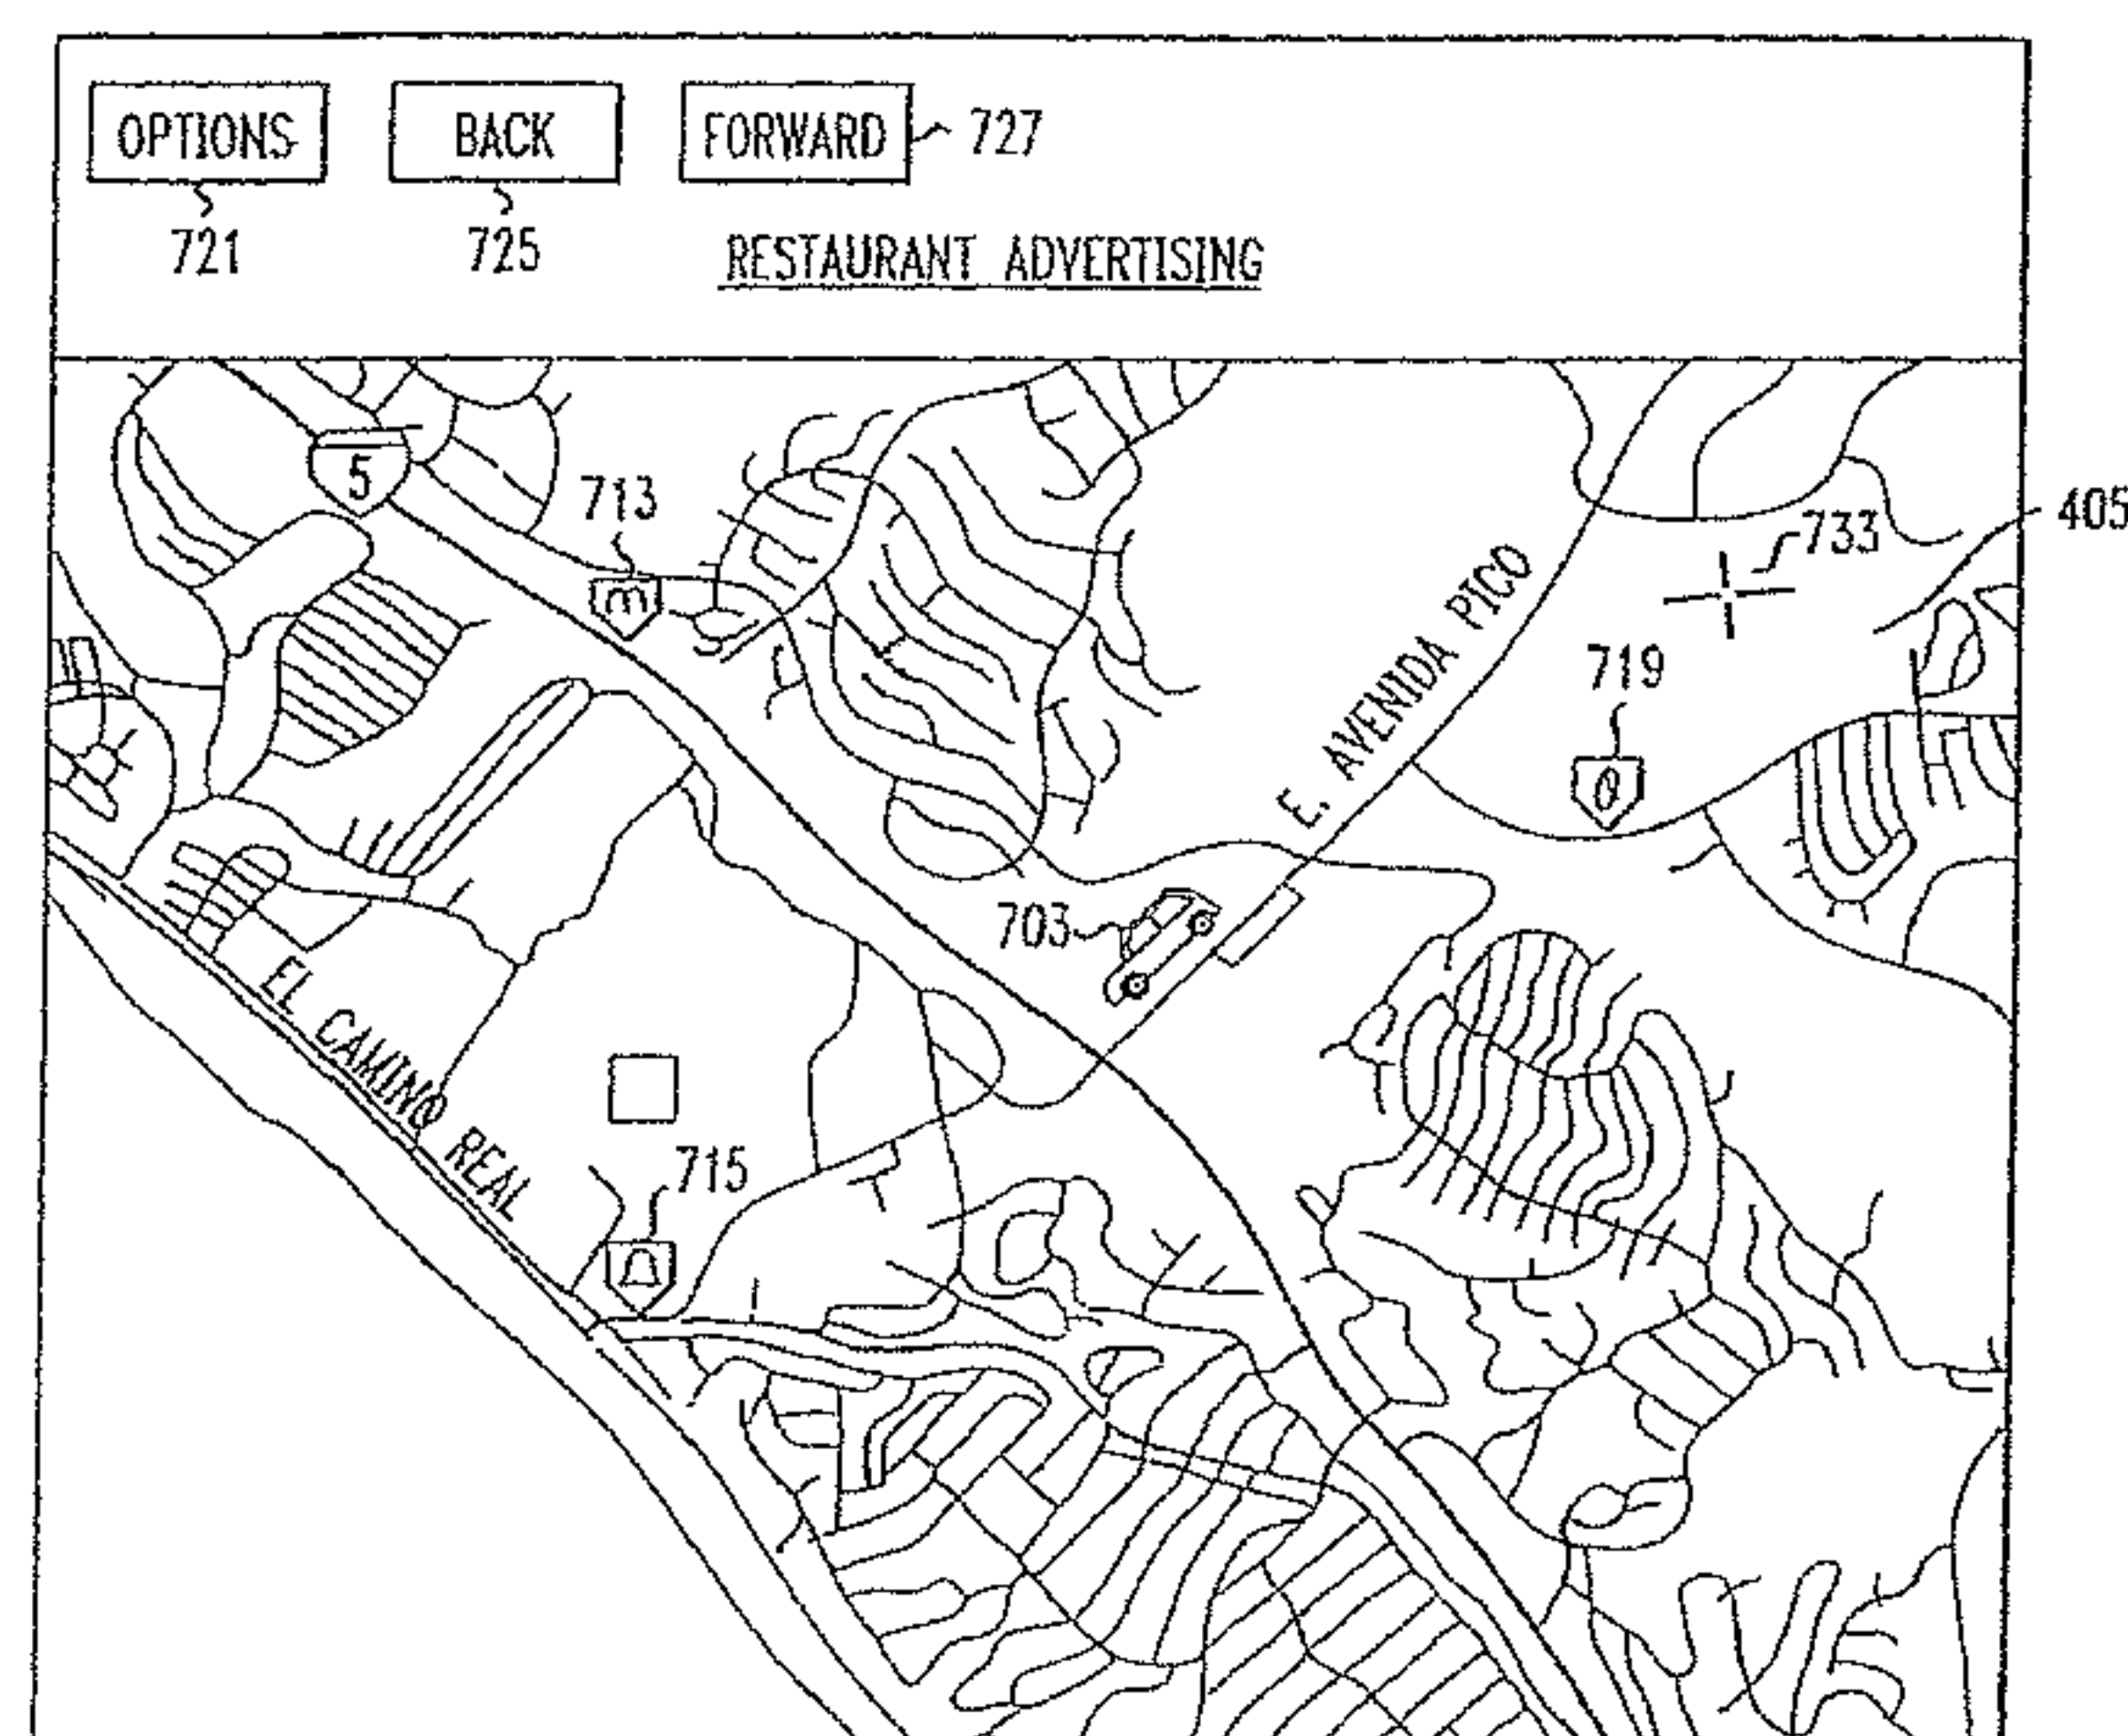 OPTIONS BACK FORWARD 727
721 725
RESTAURANT ADVERTISING
5
713
405
733
E. AVENIDA PICO
719
703
EL CAMINO REAL
715